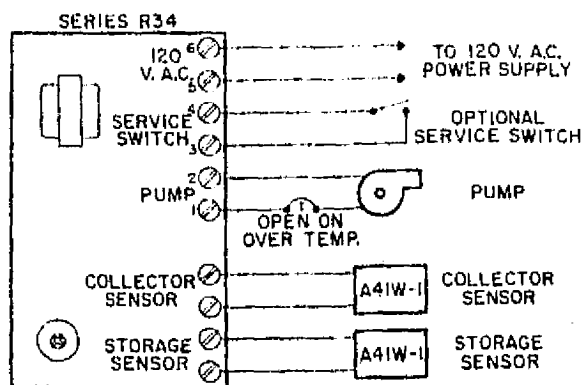 SERIES R34
120
V. A.C.
6
5
TO 120 V. A.C.
POWER SUPPLY
SERVICE
SWITCH
4
3
OPTIONAL
SERVICE SWITCH
PUMP
2
1
PUMP
OPEN ON
OVER TEMP.
COLLECTOR
SENSOR
A41W-1
COLLECTOR
SENSOR
STORAGE
SENSOR
A41W-1
STORAGE
SENSOR